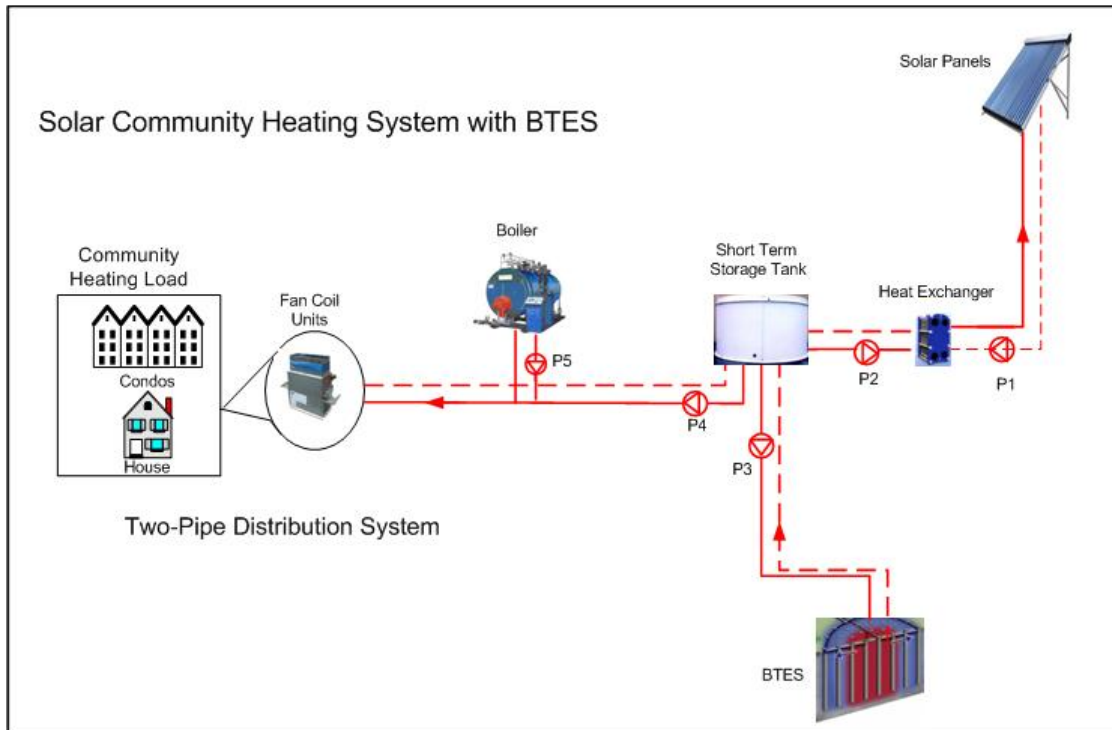 Solar Panels
Solar Community Heating System with BTES
Boiler
Short Term
Storage Tank
Community
Heating Load
Heat Exchanger
Fan Coil
Units
P5
P2
P1
Condos
P4
House
P3
Two-Pipe Distribution System
BTES